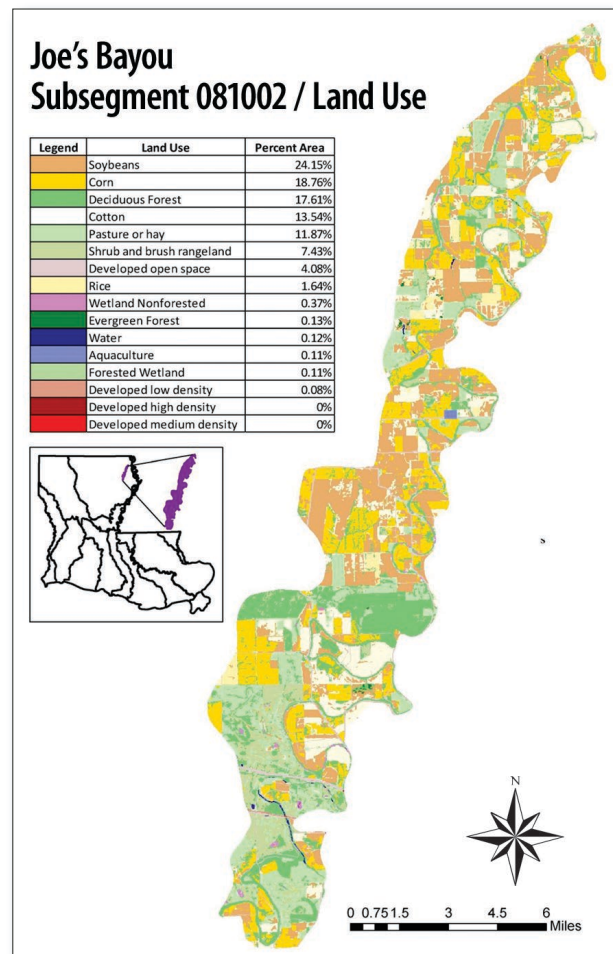 Joe's Bayou
Subsegment 081002 / Land Use
Legend Land Use Percent Area
Soybeans 24.15%
Corn 18.76%
Deciduous Forest 17.61%
Cotton 13.54%
Pasture or hay 11.87%
Shrub and brush rangeland 7.43%
Developed open space 4.08%
Rice 1.64%
Wetland Nonforested 0.37%
Evergreen Forest 0.13%
Water 0.12%
Aquaculture 0.11%
Forested Wetland 0.11%
Developed low density 0.08%
Developed high density 0%
Developed medium density 0%
s
N
0 0.75 1.5 3 4.5 6
Miles